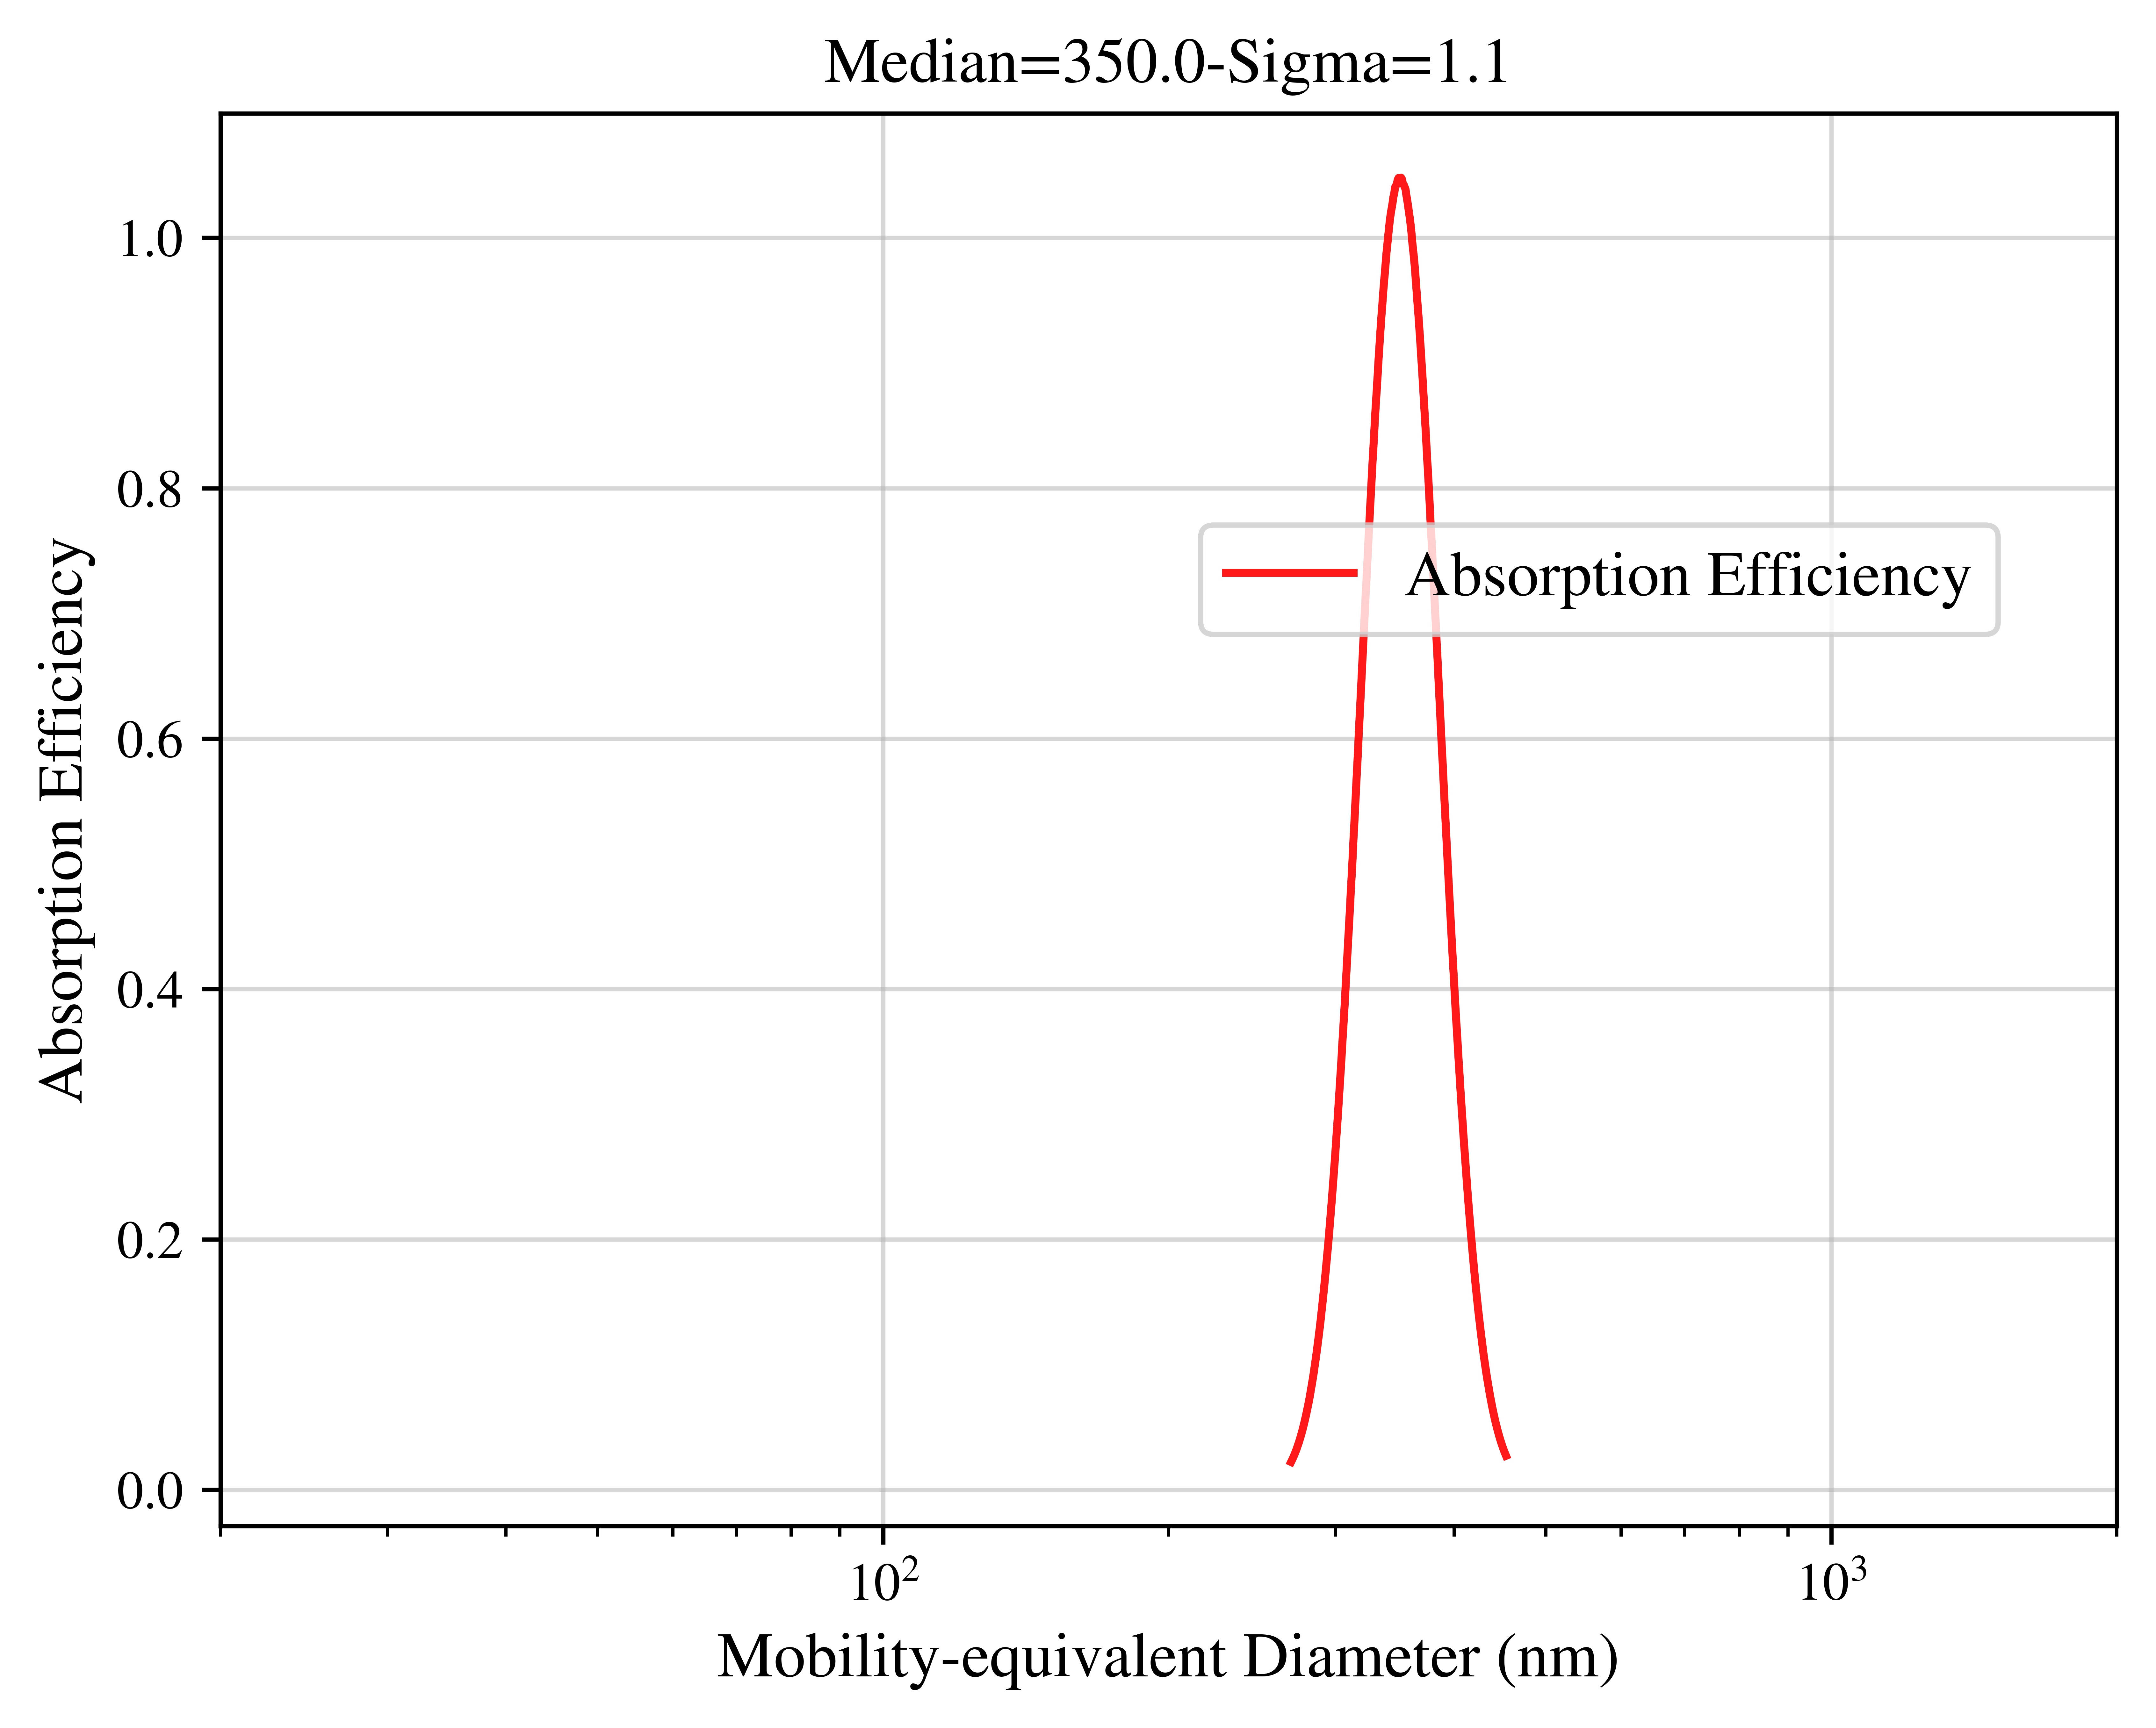 Median=350.0-Sigma=1.1
Absorption Efficiency
1.0
0.8
0.6
0.4
0.2
0.0
Absorption Efficiency
10²
10³
Mobility-equivalent Diameter (nm)